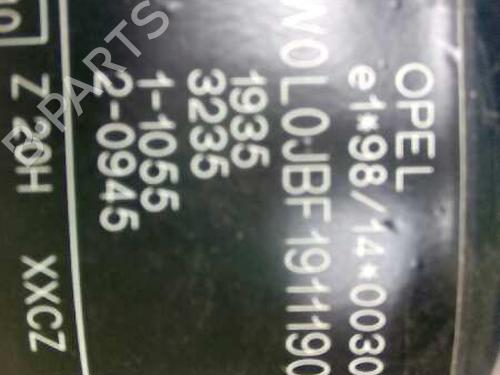 OPEL
e1*98/14*0030
W0L0JBF1911190
1935
3235
1-1055
2-0945
Z 20H XXCZ
B-PARTS